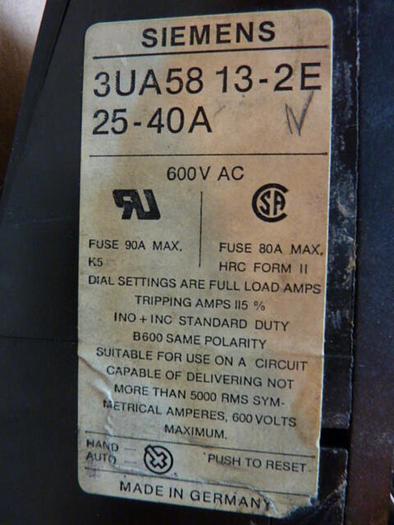 SIEMENS
3UA58 13-2E
25-40A
600V AC
FUSE 90A MAX.
K5
FUSE 80A MAX.
HRC FORM II
DIAL SETTINGS ARE FULL LOAD AMPS
TRIPPING AMPS 115 %
INO + INC STANDARD DUTY
B600 SAME POLARITY
SUITABLE FOR USE ON A CIRCUIT
CAPABLE OF DELIVERING NOT
MORE THAN 5000 RMS SYM-
METRICAL AMPERES, 600 VOLTS
MAXIMUM.
HAND
AUTO
PUSH TO RESET
MADE IN GERMANY